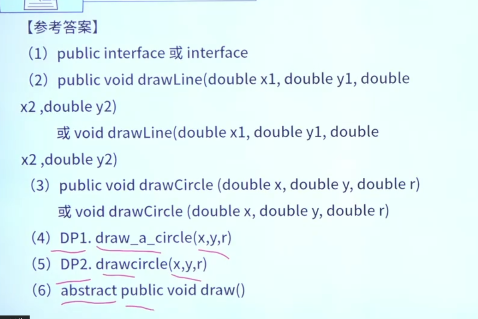 【参考答案】
（1）public interface 或 interface
（2）public void drawLine(double x1, double y1, double
x2 ,double y2)
或 void drawLine(double x1, double y1, double
x2 ,double y2)
（3）public void drawCircle (double x, double y, double r)
或 void drawCircle (double x, double y, double r)
（4）DP1. draw_a_circle(x,y,r)
（5）DP2. drawcircle(x,y,r)
（6）abstract public void draw()